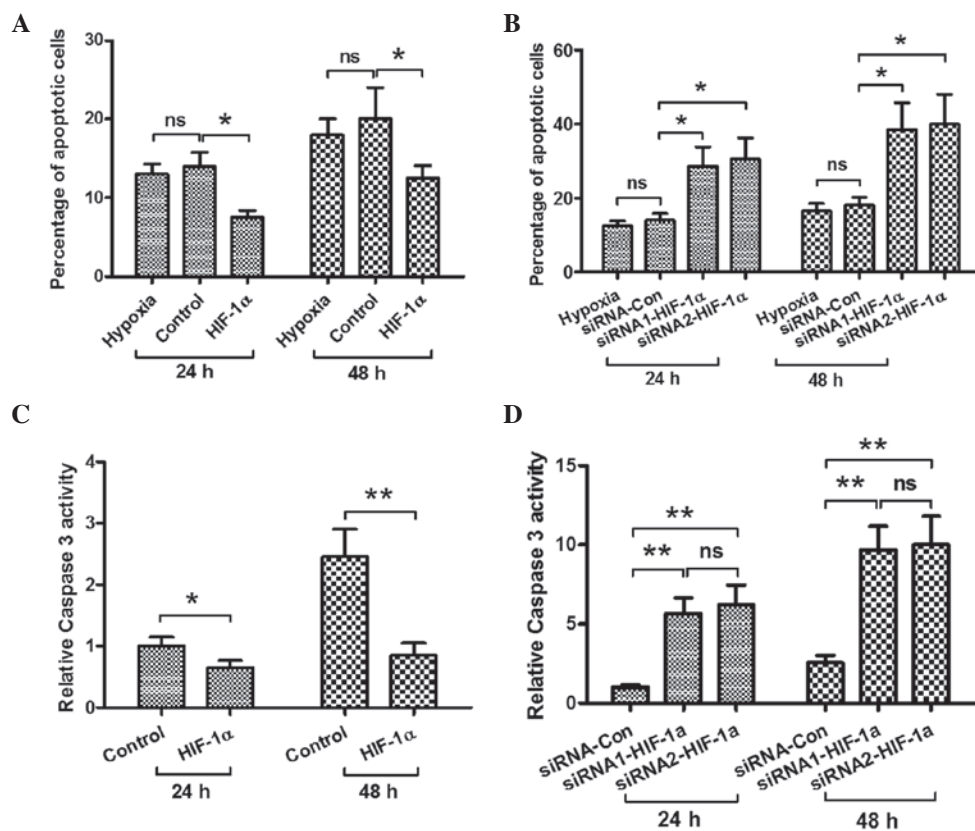 A
Percentage of apoptotic cells
30
20
10
0
ns
*
ns
*
Hypoxia
Control
HIF-1α
Hypoxia
Control
HIF-1α
24 h
48 h
B
Percentage of apoptotic cells
60
40
20
0
ns
*
*
ns
*
*
Hypoxia
siRNA-Con
siRNA1-HIF-1α
siRNA2-HIF-1α
Hypoxia
siRNA-Con
siRNA1-HIF-1α
siRNA2-HIF-1α
24 h
48 h
C
Relative Caspase 3 activity
4
3
2
1
0
*
**
Control
HIF-1α
Control
HIF-1α
24 h
48 h
D
Relative Caspase 3 activity
15
10
5
0
**
**
ns
**
**
ns
siRNA-Con
siRNA1-HIF-1a
siRNA2-HIF-1a
siRNA-Con
siRNA1-HIF-1a
siRNA2-HIF-1a
24 h
48 h